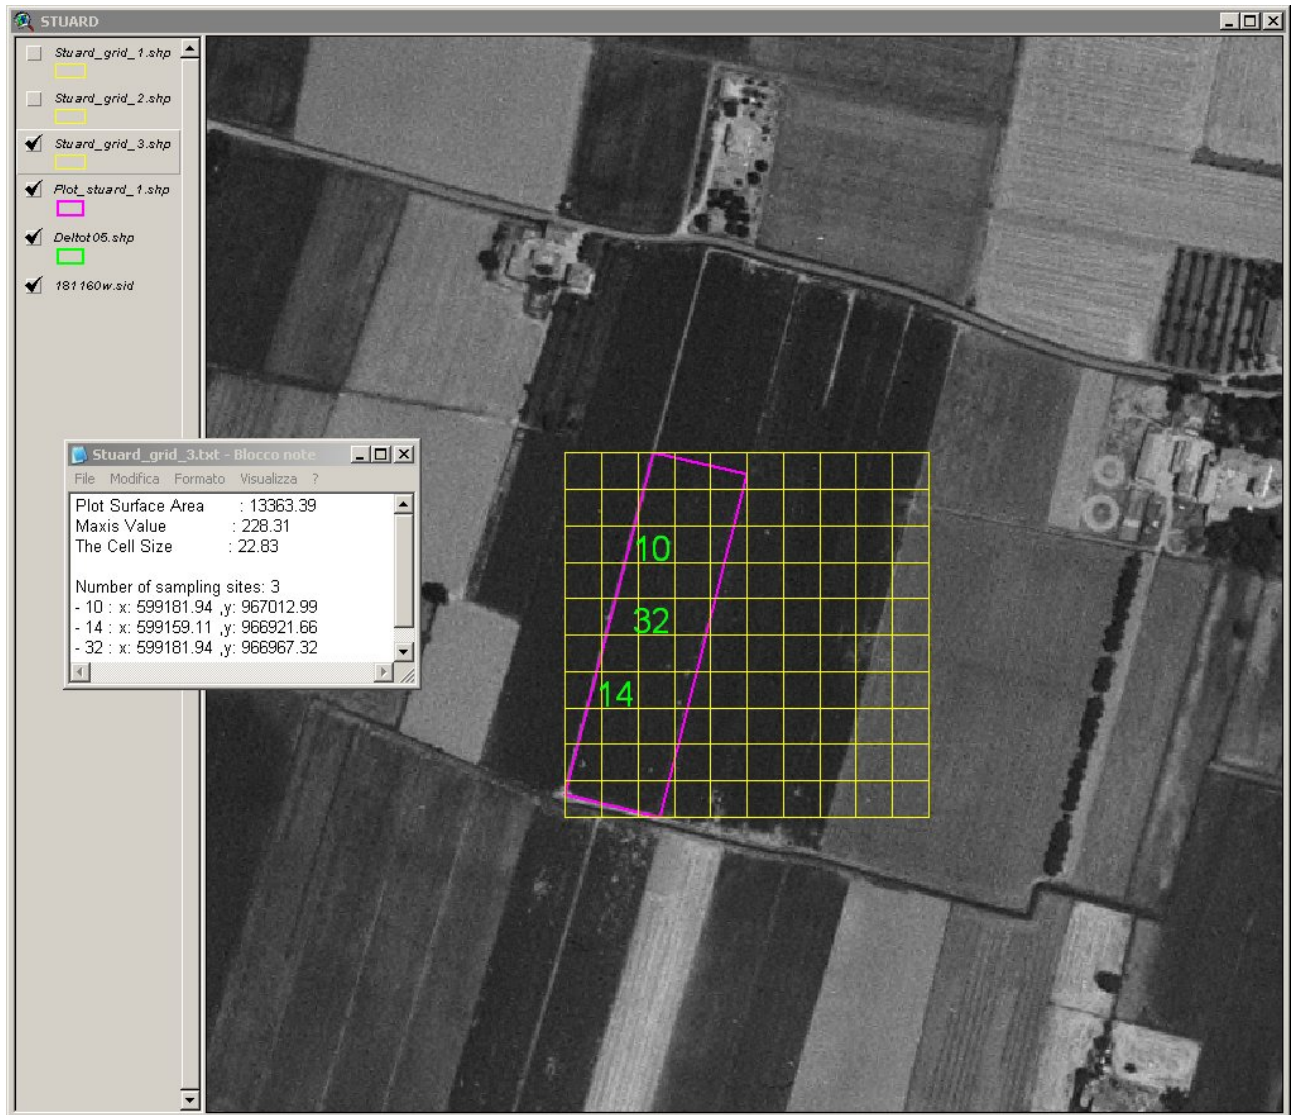 STUARD
Stuard_grid_1.shp
Stuard_grid_2.shp
Stuard_grid_3.shp
Plot_stuard_1.shp
Deltot05.shp
181160w.sid
Stuard_grid_3.txt - Blocco note
File Modifica Formato Visualizza ?
Plot Surface Area : 13363.39
Maxis Value : 228.31
The Cell Size : 22.83
Number of sampling sites: 3
- 10 : x: 599181.94 ,y: 967012.99
- 14 : x: 599159.11 ,y: 966921.66
- 32 : x: 599181.94 ,y: 966967.32
10
32
14